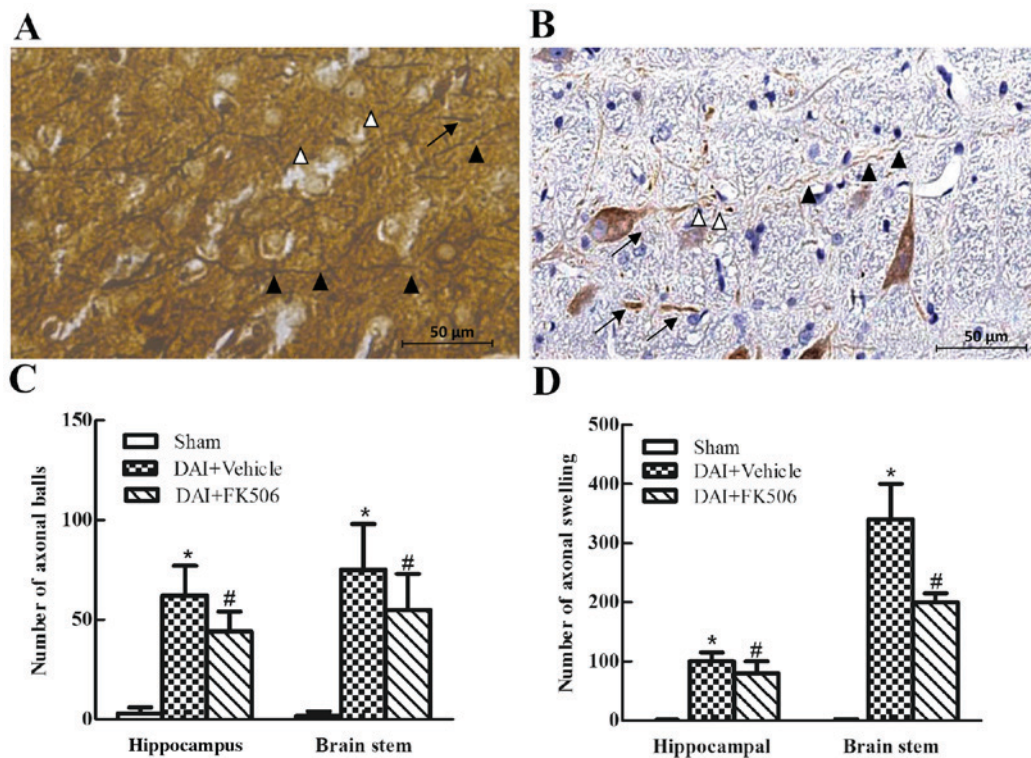 A
B
50 µm
50 µm
C
D
150
100
50
0
Number of axonal balls
Sham
DAI+Vehicle
DAI+FK506
*
#
*
#
Hippocampus
Brain stem
500
400
300
200
100
0
Number of axonal swelling
Sham
DAI+Vehicle
DAI+FK506
*
#
*
#
Hippocampal
Brain stem